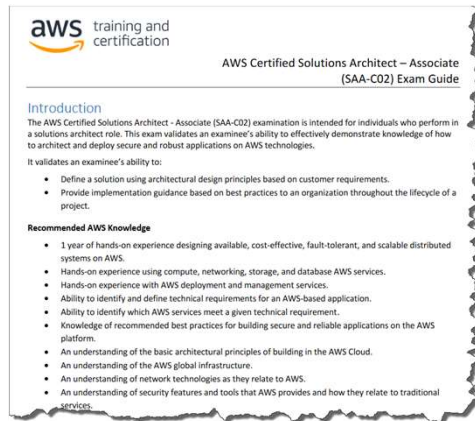 aws training and
certification
AWS Certified Solutions Architect – Associate
(SAA-C02) Exam Guide
Introduction
The AWS Certified Solutions Architect - Associate (SAA-C02) examination is intended for individuals who perform in
a solutions architect role. This exam validates an examinee's ability to effectively demonstrate knowledge of how
to architect and deploy secure and robust applications on AWS technologies.
It validates an examinee's ability to:
• Define a solution using architectural design principles based on customer requirements.
• Provide implementation guidance based on best practices to an organization throughout the lifecycle of a
project.
Recommended AWS Knowledge
• 1 year of hands-on experience designing available, cost-effective, fault-tolerant, and scalable distributed
systems on AWS.
• Hands-on experience using compute, networking, storage, and database AWS services.
• Hands-on experience with AWS deployment and management services.
• Ability to identify and define technical requirements for an AWS-based application.
• Ability to identify which AWS services meet a given technical requirement.
• Knowledge of recommended best practices for building secure and reliable applications on the AWS
platform.
• An understanding of the basic architectural principles of building in the AWS Cloud.
• An understanding of the AWS global infrastructure.
• An understanding of network technologies as they relate to AWS.
• An understanding of security features and tools that AWS provides and how they relate to traditional
services.